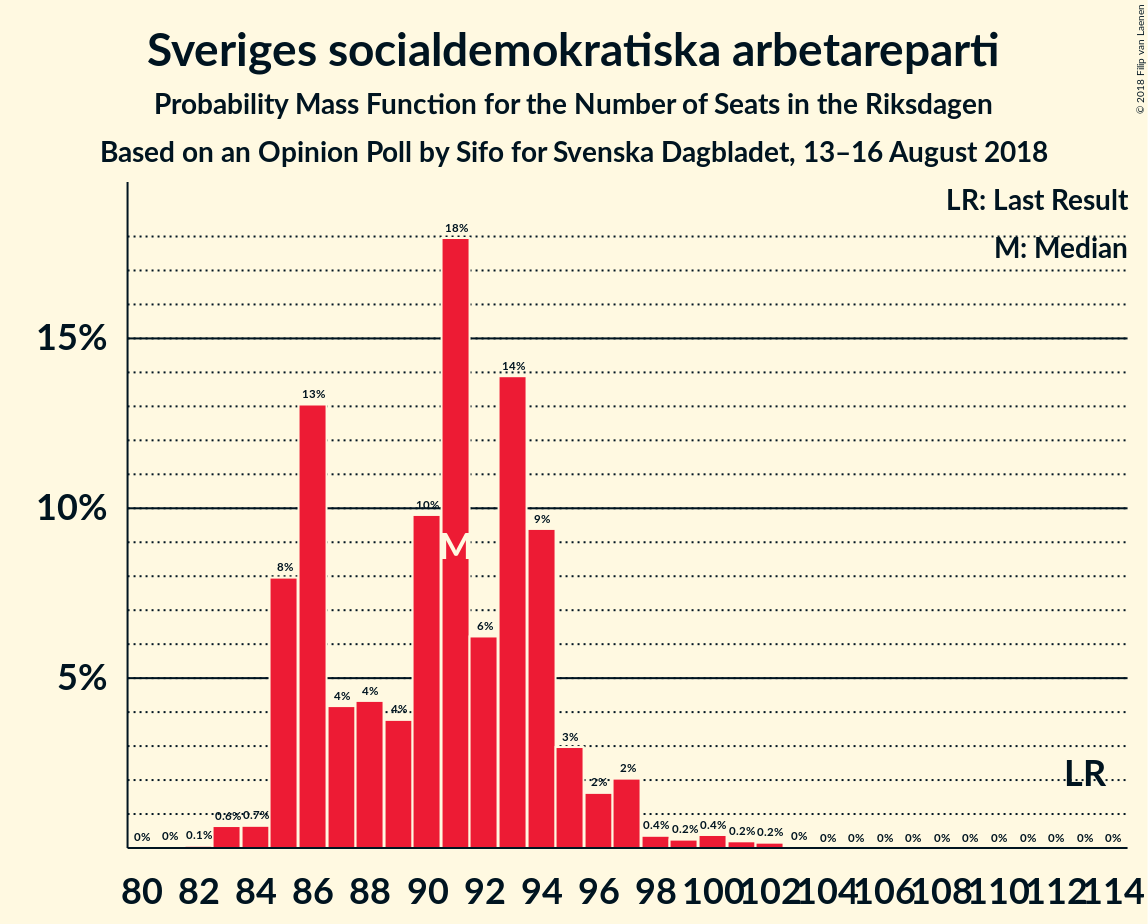 Sveriges socialdemokratiska arbetareparti
Probability Mass Function for the Number of Seats in the Riksdagen
Based on an Opinion Poll by Sifo for Svenska Dagbladet, 13–16 August 2018
© 2018 Filip van Laenen
LR: Last Result
M: Median
15%
10%
5%
0% 0% 0.1% 0.6% 0.7% 8% 13% 4% 4% 4% 10% 18% 6% 14% 9% 3% 2% 2% 0.4% 0.2% 0.4% 0.2% 0.2% 0% 0% 0% 0% 0% 0% 0% 0% 0% 0% 0% 0%
M
LR
80 82 84 86 88 90 92 94 96 98 100 102 104 106 108 110 112 114